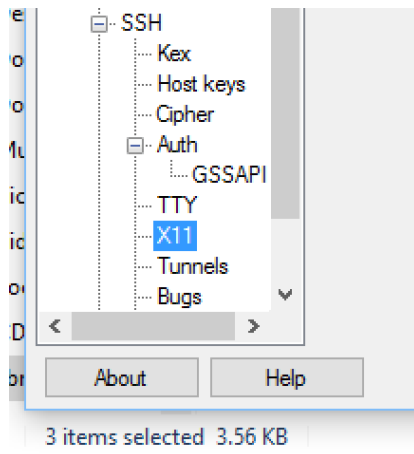 SSH
Kex
Host keys
Cipher
Auth
GSSAPI
TTY
X11
Tunnels
Bugs
About
Help
3 items selected 3.56 KB